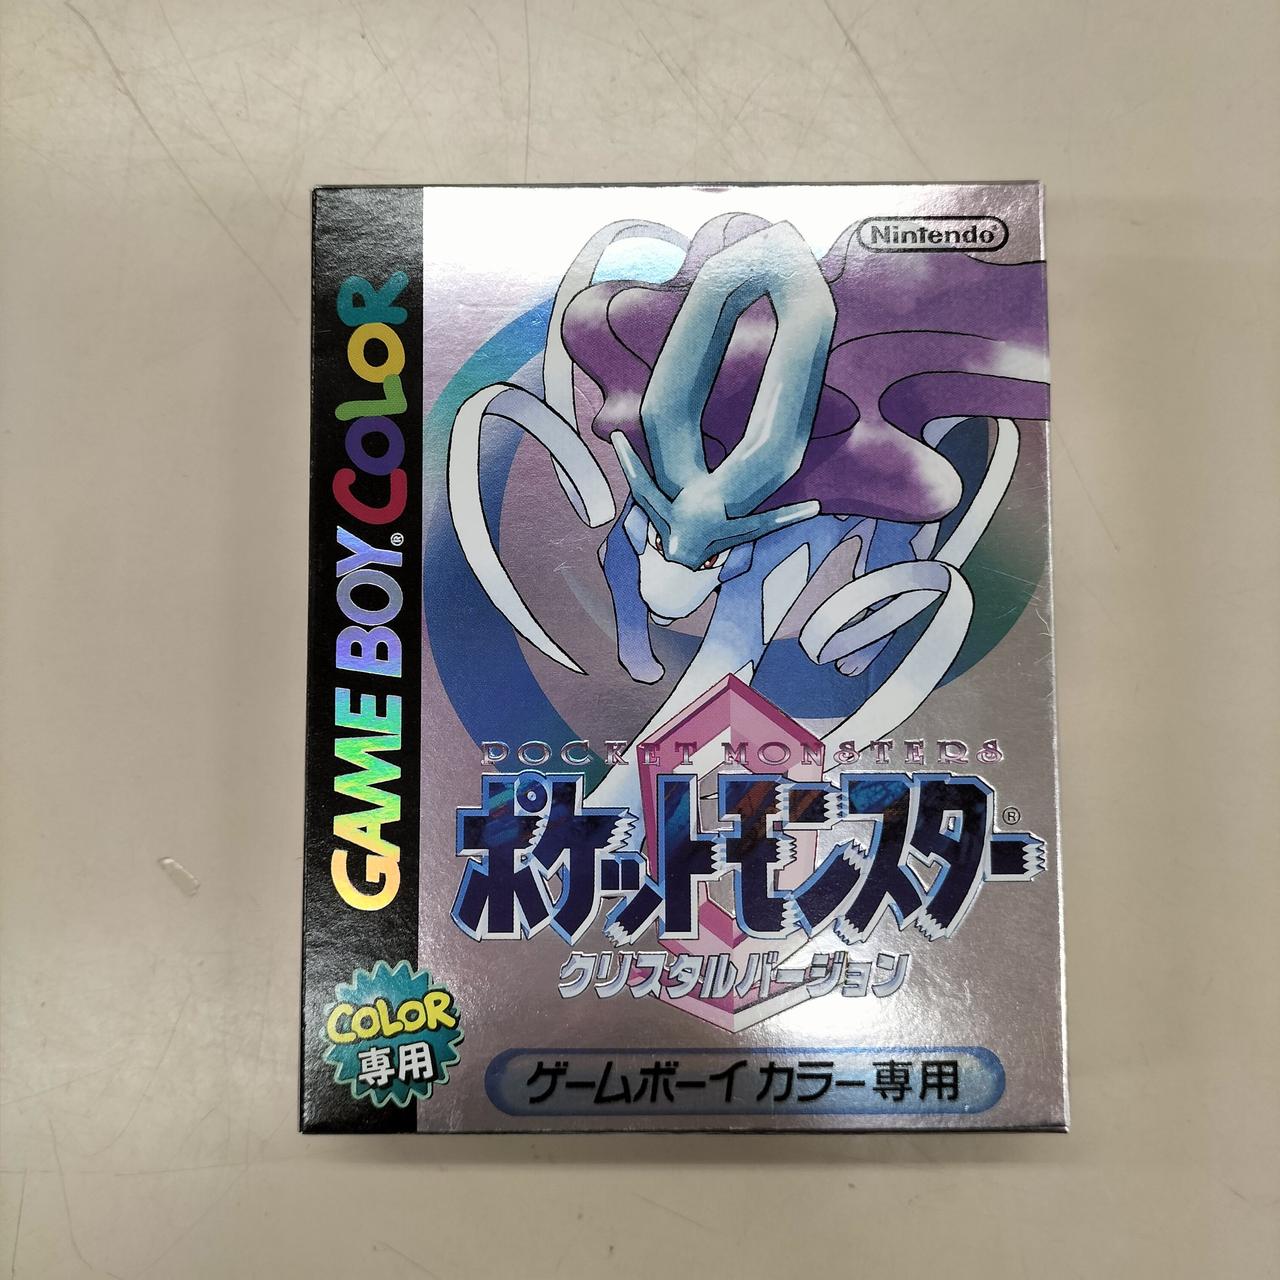 Nintendo®
GAME BOY® COLOR
POCKET MONSTERS
ポケットモンスター®
クリスタルバージョン
COLOR
専用
ゲームボーイ カラー専用